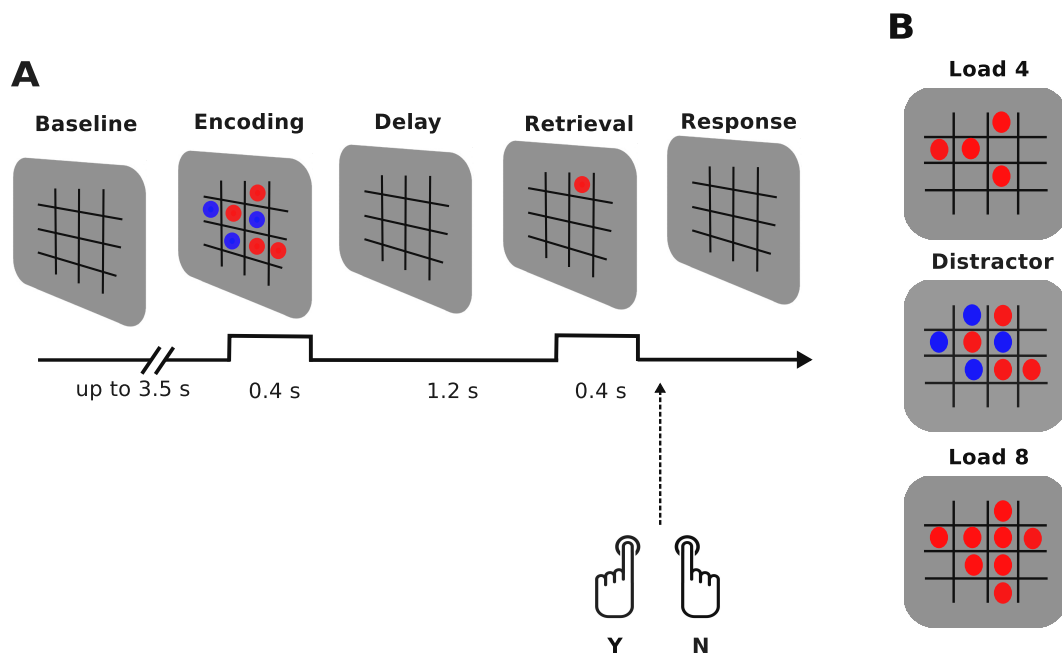 A
Baseline
Encoding
Delay
Retrieval
Response
up to 3.5 s
0.4 s
1.2 s
0.4 s
Y
N
B
Load 4
Distractor
Load 8